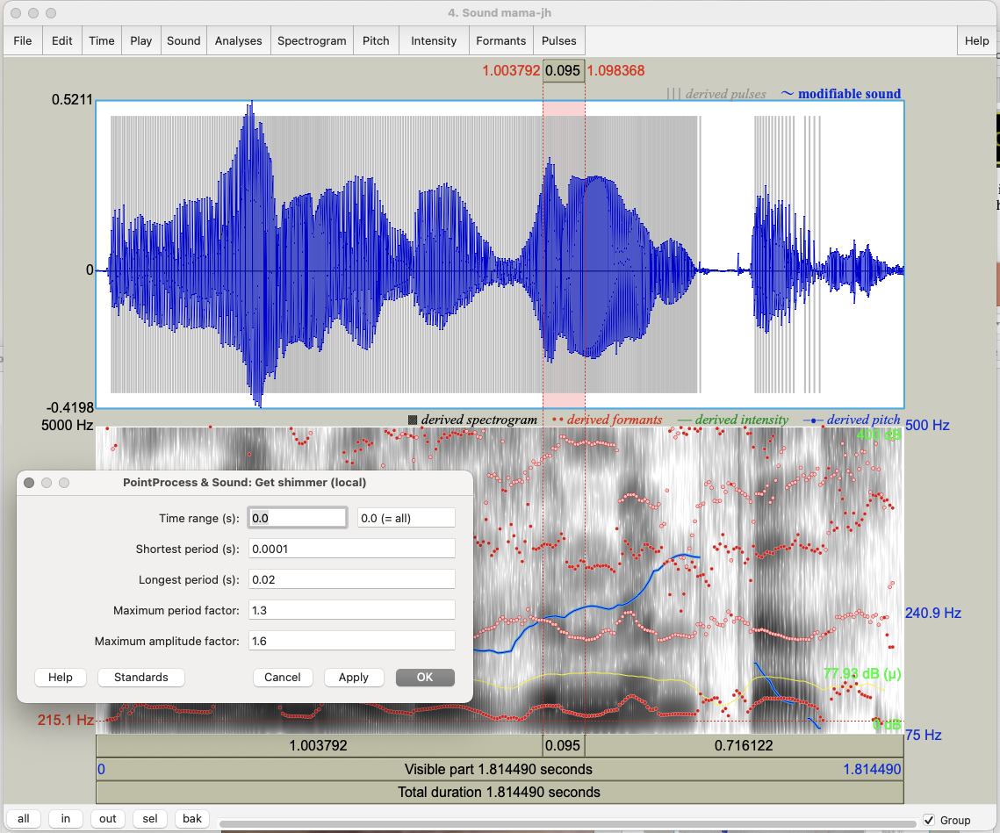 4. Sound mama-jh
File Edit Time Play Sound Analyses Spectrogram Pitch Intensity Formants Pulses Help
1.003792 0.095 1.098368
derived pulses ~ modifiable sound
0.5211
0
-0.4198
derived spectrogram derived formants derived intensity derived pitch
5000 Hz 500 Hz
400 dB
PointProcess & Sound: Get shimmer (local)
Time range (s): 0.0 0.0 (= all)
Shortest period (s): 0.0001
Longest period (s): 0.02
Maximum period factor: 1.3
240.9 Hz
Maximum amplitude factor: 1.6
Help Standards Cancel Apply OK
77.93 dB (µ)
215.1 Hz
0 dB
75 Hz
1.003792 0.095 0.716122
0 Visible part 1.814490 seconds 1.814490
Total duration 1.814490 seconds
all in out sel bak Group